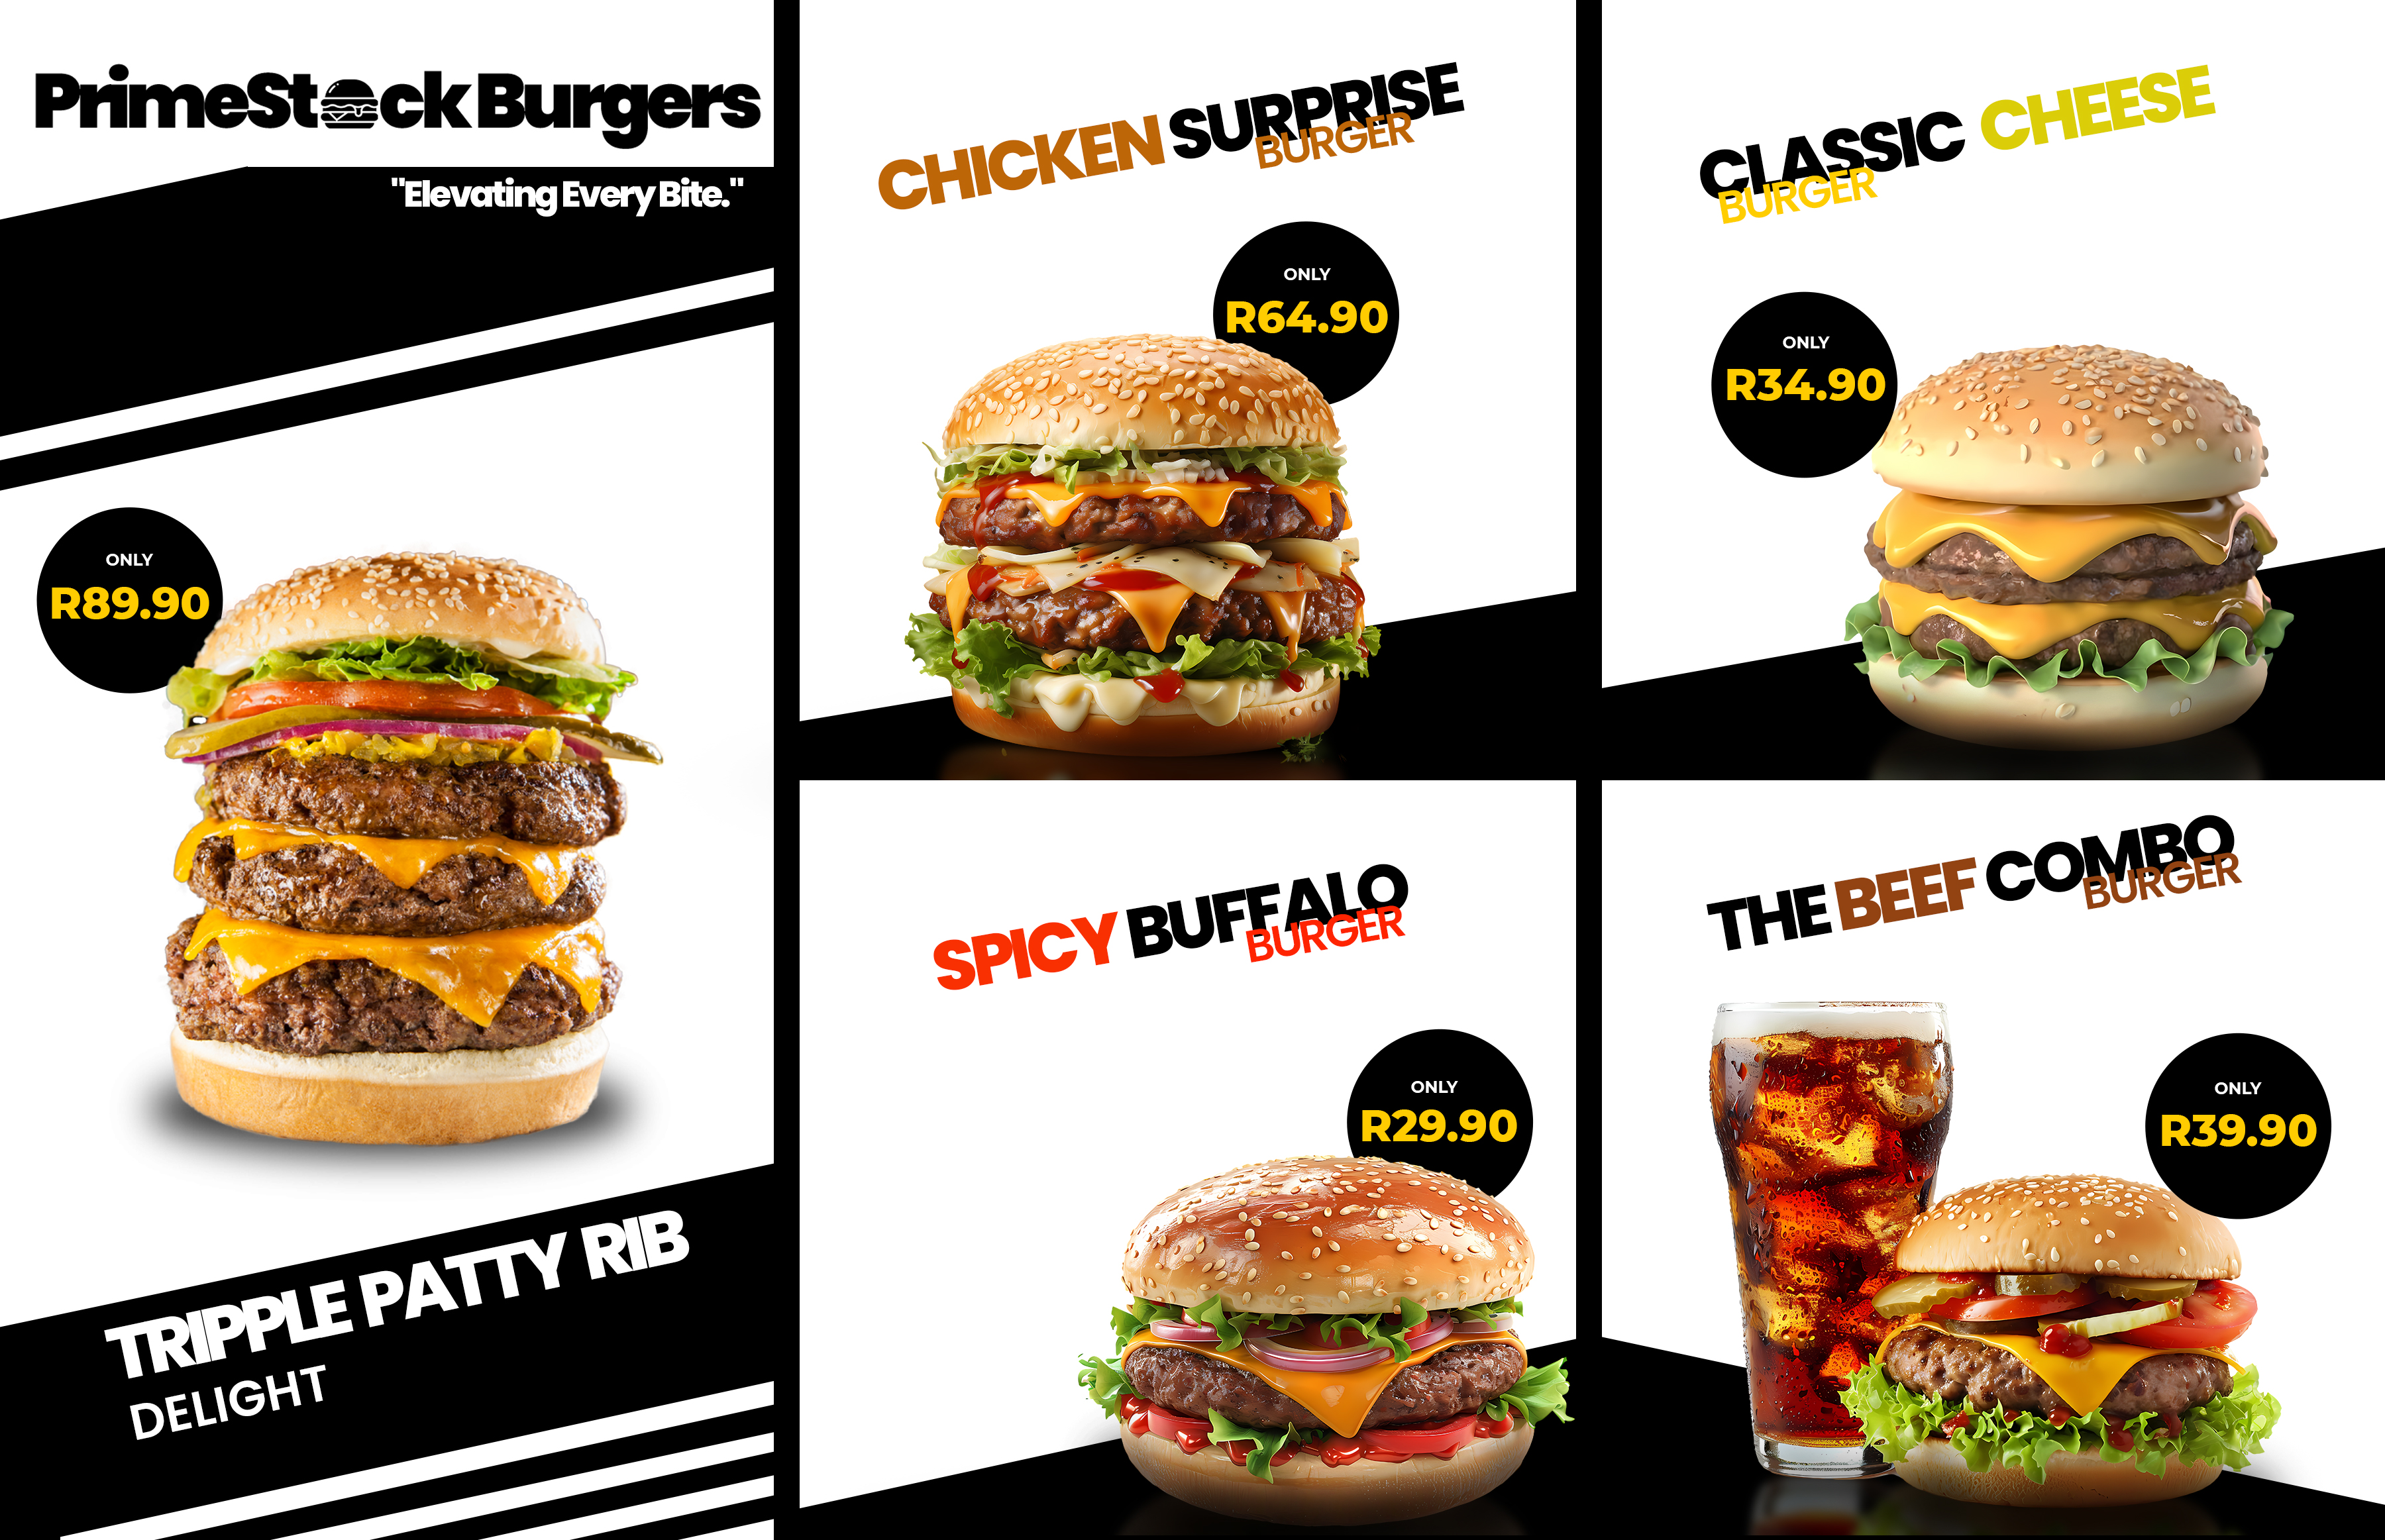 PrimeStock Burgers
"Elevating Every Bite."
ONLY
R89.90
TRIPPLE PATTY RIB
DELIGHT
CHICKEN SURPRISE
BURGER
ONLY
R64.90
CLASSIC CHEESE
BURGER
ONLY
R34.90
SPICY BUFFALO
BURGER
ONLY
R29.90
THE BEEF COMBO
BURGER
ONLY
R39.90